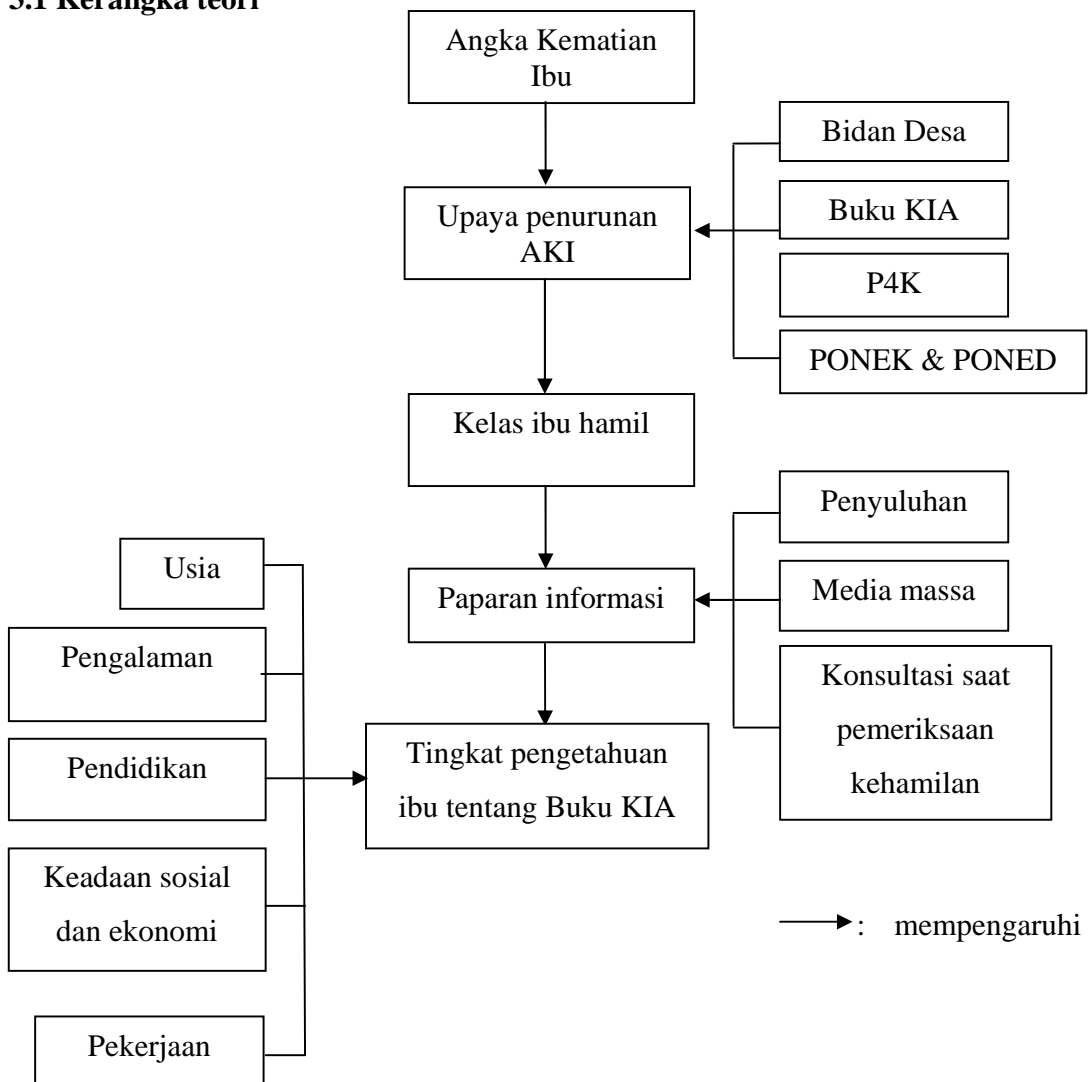 3.1 Kerangka teori
Angka Kematian
Ibu
Bidan Desa
Upaya penurunan
AKI
Buku KIA
P4K
PONEK & PONED
Kelas ibu hamil
Penyuluhan
Usia
Paparan informasi
Media massa
Pengalaman
Konsultasi saat
pemeriksaan
kehamilan
Pendidikan
Tingkat pengetahuan
ibu tentang Buku KIA
Keadaan sosial
dan ekonomi
: mempengaruhi
Pekerjaan